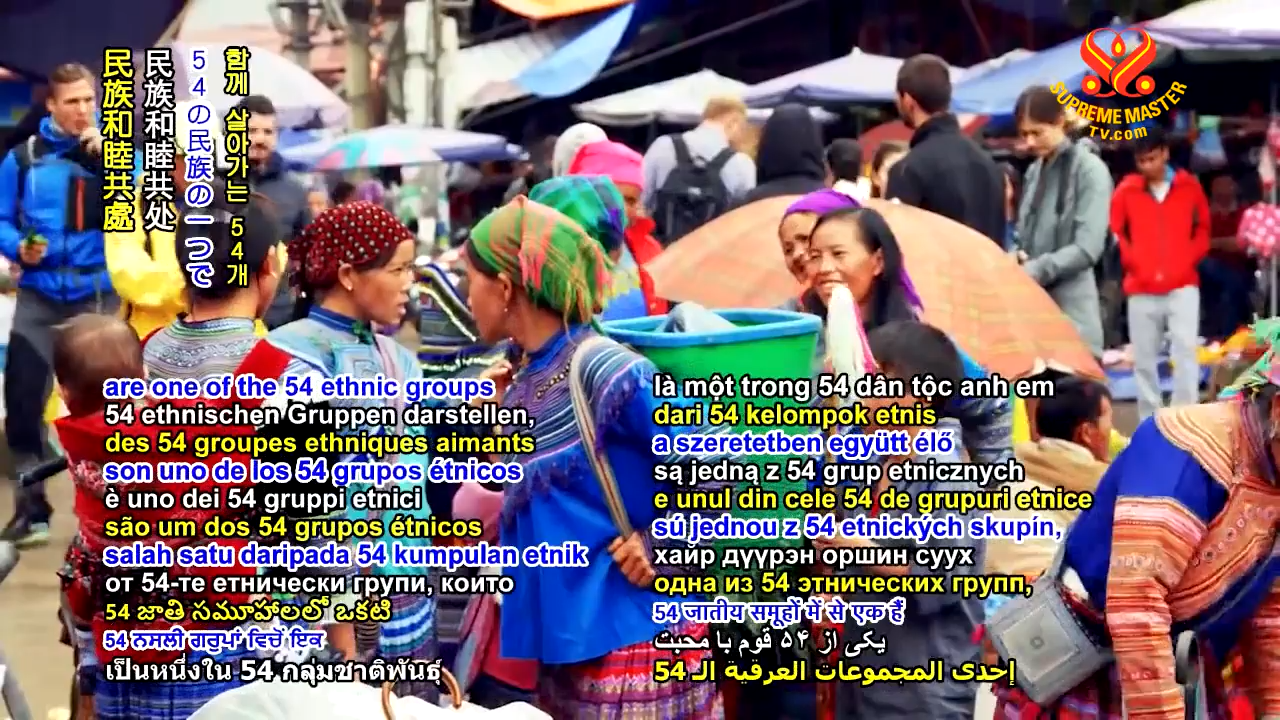 民族和睦共處
民族和睦共处
54の民族の一つで
함께 살아가는 54개
SUPREME MASTER
TV.com
are one of the 54 ethnic groups
54 ethnischen Gruppen darstellen,
des 54 groupes ethniques aimants
son uno de los 54 grupos étnicos
è uno dei 54 gruppi etnici
são um dos 54 grupos étnicos
salah satu daripada 54 kumpulan etnik
от 54-те етнически групи, които
54 జాతి సమూహాలలో ఒకటి
54 ਨਸਲੀ ਗਰੁੱਪਾਂ ਵਿਚੋਂ ਇਕ
เป็นหนึ่งใน 54 กลุ่มชาติพันธุ์
là một trong 54 dân tộc anh em
dari 54 kelompok etnis
a szeretetben együtt élő
są jedną z 54 grup etnicznych
e unul din cele 54 de grupuri etnice
sú jednou z 54 etnických skupín,
хайр дүүрэн оршин суух
одна из 54 этнических групп,
54 जातीय समूहों में से एक हैं
یکی از ۵۴ قوم با محبت
إحدى المجموعات العرقية الـ 54